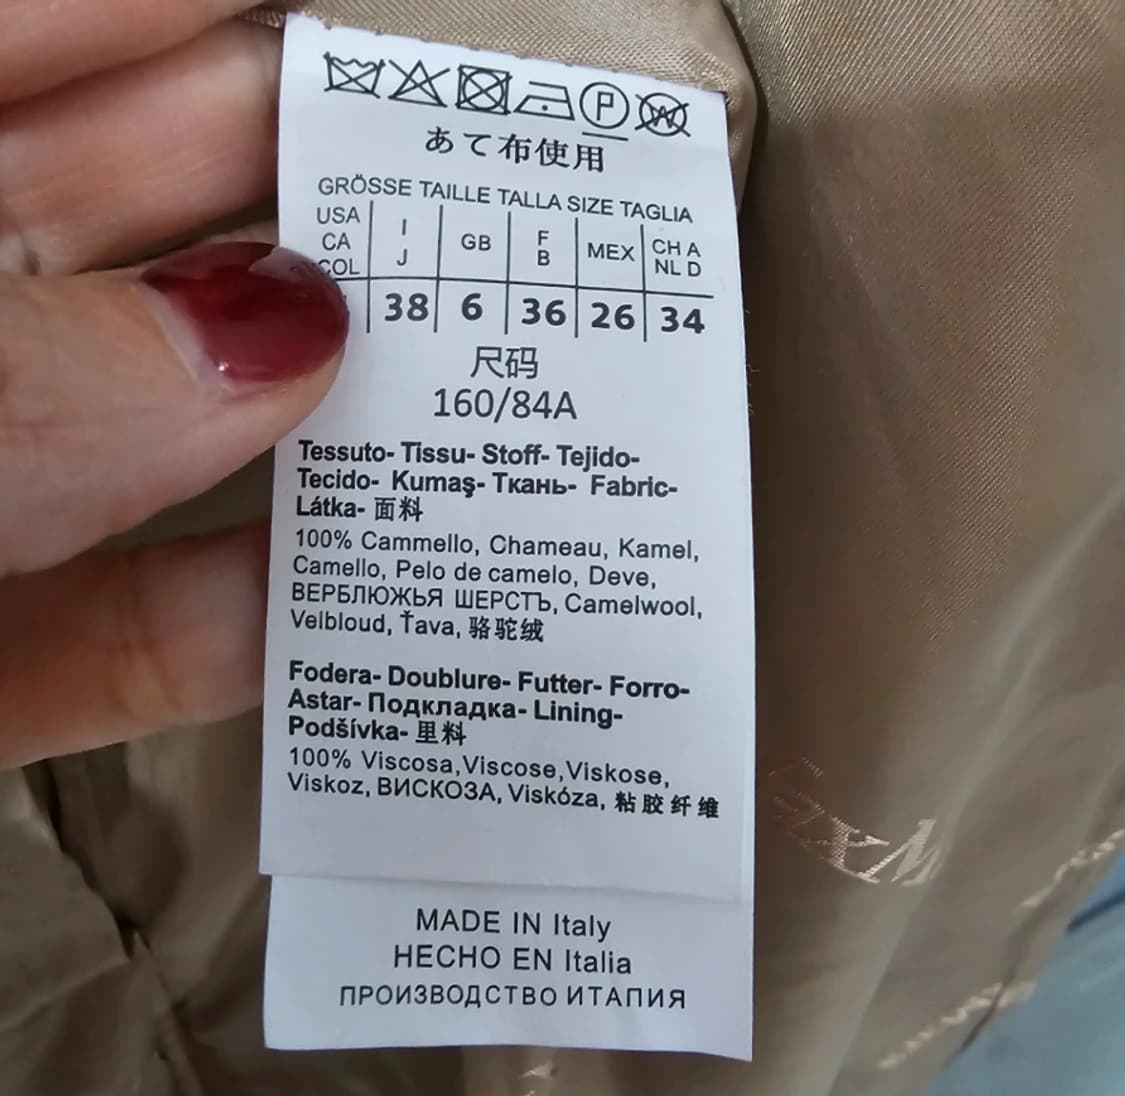 P W
あて布使用
GRÖSSE TAILLE TALLA SIZE TAGLIA
USA CA COL I J GB F B MEX CH A NL D
38 6 36 26 34
尺码
160/84A
Tessuto- Tissu- Stoff- Tejido-
Tecido- Kumaş- Ткань- Fabric-
Látka- 面料
100% Cammello, Chameau, Kamel,
Camello, Pelo de camelo, Deve,
ВЕРБЛЮЖЬЯ ШЕРСТЪ, Camelwool,
Velbloud, Ťava, 骆驼绒
Fodera- Doublure- Futter- Forro-
Astar- Подкладка- Lining-
Podšívka- 里料
100% Viscosa,Viscose,Viskose,
Viskoz, ВИСКОЗА, Viskóza, 粘胶纤维
MADE IN Italy
HECHO EN Italia
ПРОИЗВОДСТВО ИТАПИЯ